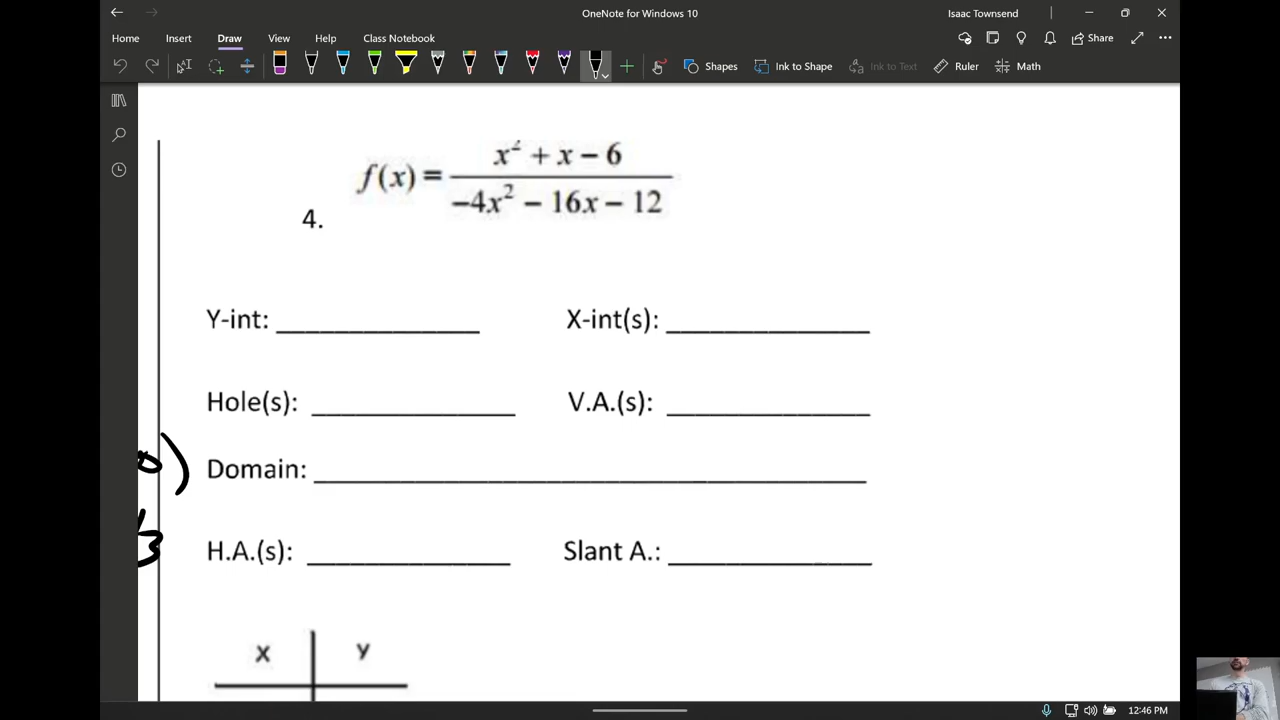 OneNote for Windows 10
Isaac Townsend
Home Insert Draw View Help Class Notebook
Share
Shapes Ink to Shape Ink to Text Ruler Math
4. f(x) = (x² + x − 6) / (−4x² − 16x − 12)
Y-int: ______________ X-int(s): ______________
Hole(s): ______________ V.A.(s): ______________
Domain: ______________________________________
H.A.(s): ______________ Slant A.: ______________
x y
12:46 PM